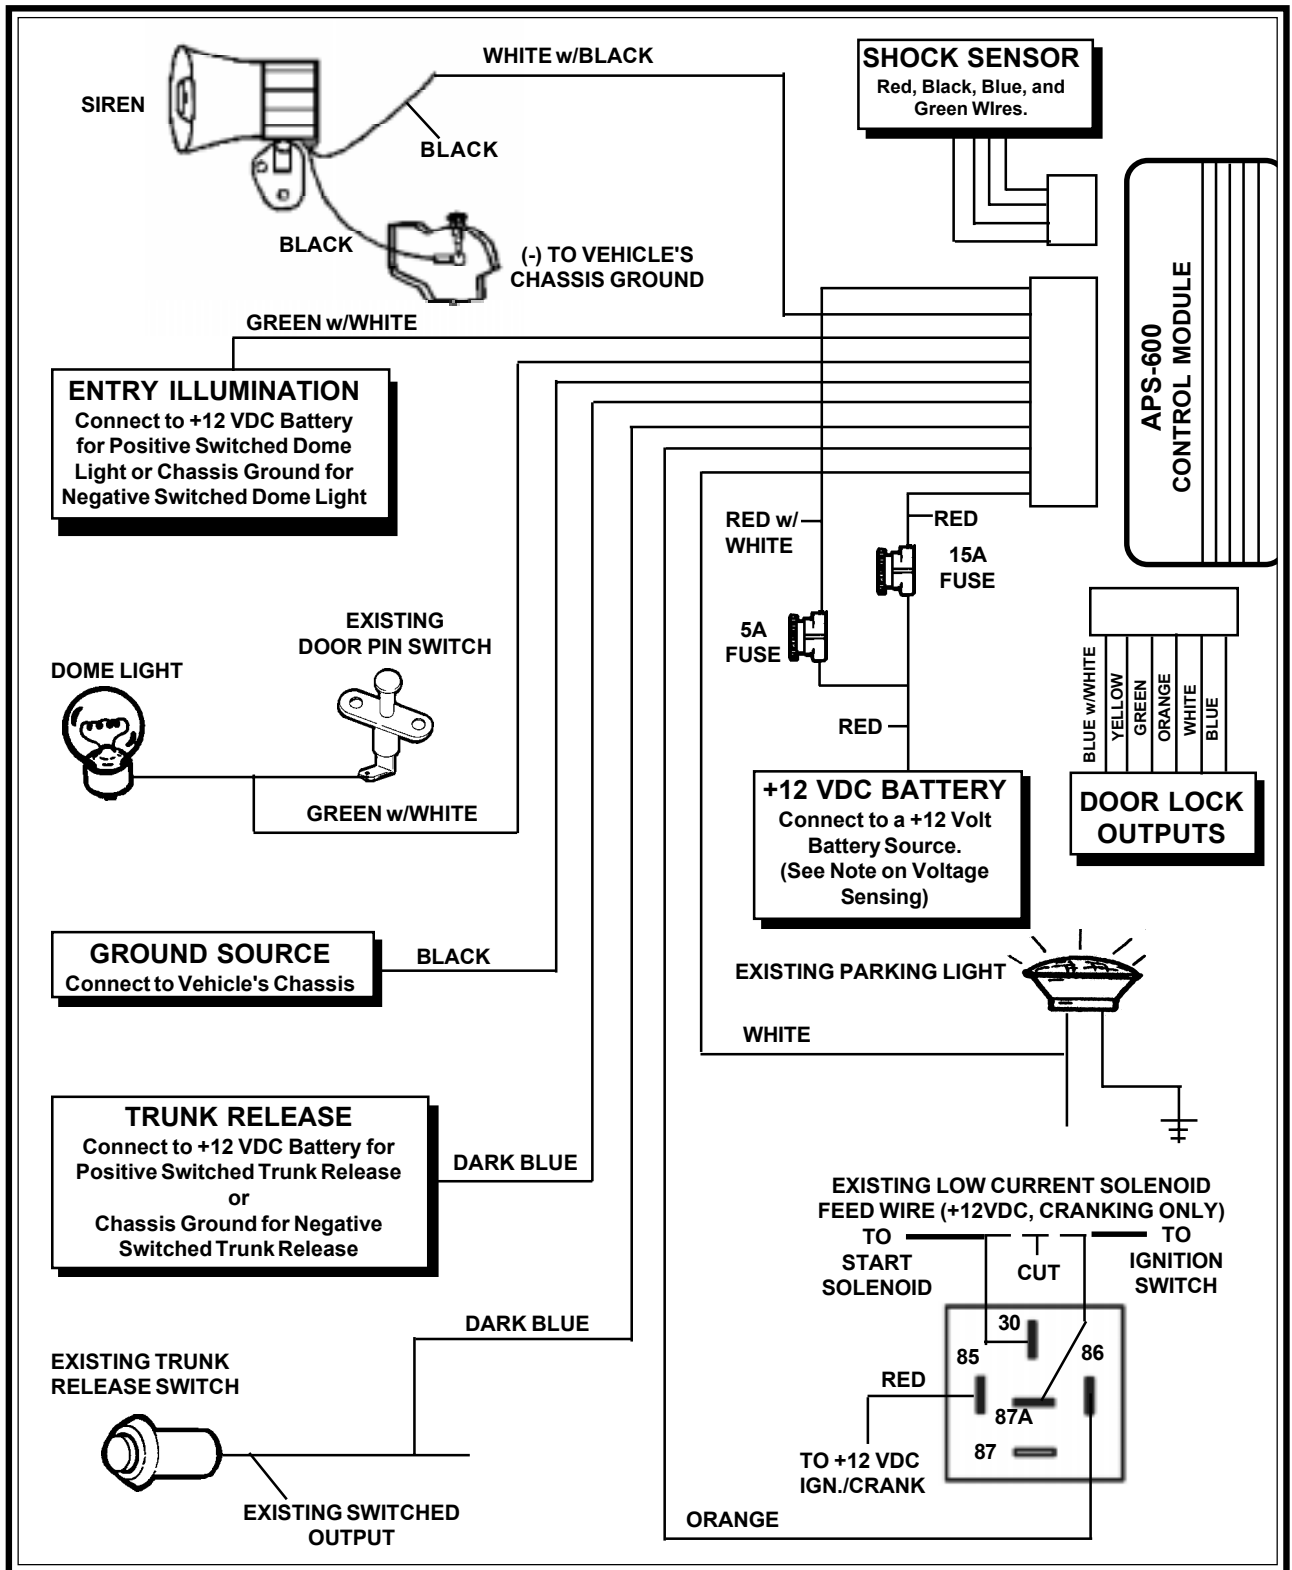 WHITE w/BLACK
SIREN
BLACK
BLACK
(-) TO VEHICLE'S
CHASSIS GROUND
SHOCK SENSOR
Red, Black, Blue, and
Green WIres.
APS-600
CONTROL MODULE
GREEN w/WHITE
ENTRY ILLUMINATION
Connect to +12 VDC Battery
for Positive Switched Dome
Light or Chassis Ground for
Negative Switched Dome Light
RED w/
WHITE
RED
15A
FUSE
5A
FUSE
RED
EXISTING
DOOR PIN SWITCH
DOME LIGHT
GREEN w/WHITE
+12 VDC BATTERY
Connect to a +12 Volt
Battery Source.
(See Note on Voltage
Sensing)
BLUE w/WHITE
YELLOW
GREEN
ORANGE
WHITE
BLUE
DOOR LOCK
OUTPUTS
GROUND SOURCE
Connect to Vehicle's Chassis
BLACK
EXISTING PARKING LIGHT
WHITE
TRUNK RELEASE
Connect to +12 VDC Battery for
Positive Switched Trunk Release
or
Chassis Ground for Negative
Switched Trunk Release
DARK BLUE
EXISTING LOW CURRENT SOLENOID
FEED WIRE (+12VDC, CRANKING ONLY)
TO
START
SOLENOID
CUT
TO
IGNITION
SWITCH
30
85
86
87A
87
RED
TO +12 VDC
IGN./CRANK
DARK BLUE
EXISTING TRUNK
RELEASE SWITCH
EXISTING SWITCHED
OUTPUT
ORANGE